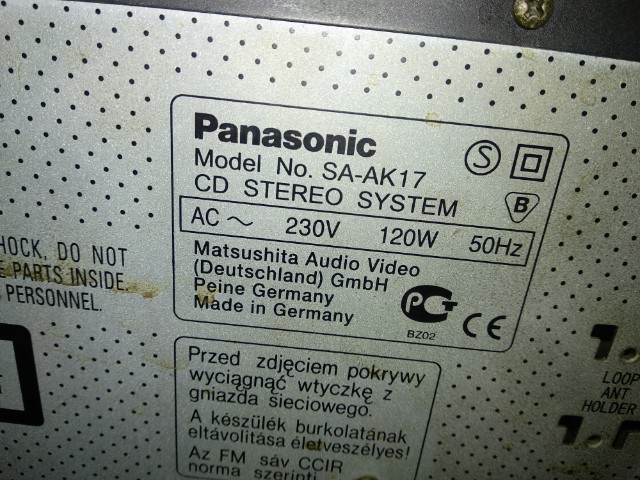 Panasonic
Model No. SA-AK17
CD STEREO SYSTEM
S
B
AC ~ 230V 120W 50Hz
Matsushita Audio Video
(Deutschland) GmbH
Peine Germany
Made in Germany
BZ02
CE
HOCK, DO NOT
PARTS INSIDE.
PERSONNEL.
Przed zdjęciem pokrywy
wyciągnąć wtyczkę z
gniazda sieciowego.
A készülék burkolatának
eltávolítása életveszélyes!
Az FM sáv CCIR
norma szerinti
LOOP
ANT
HOLDER